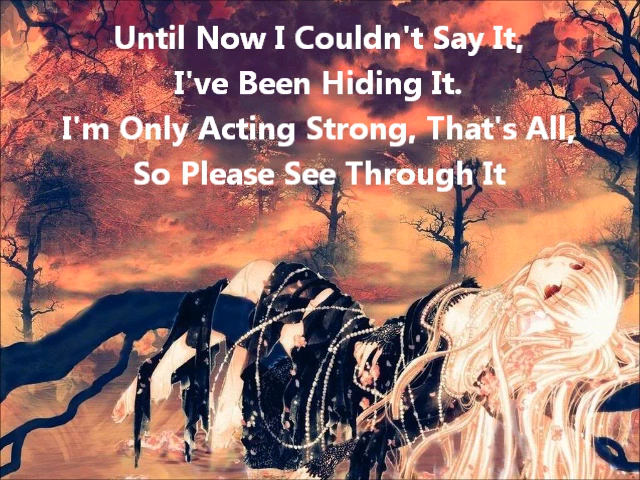 Until Now I Couldn't Say It,
I've Been Hiding It.
I'm Only Acting Strong, That's All,
So Please See Through It